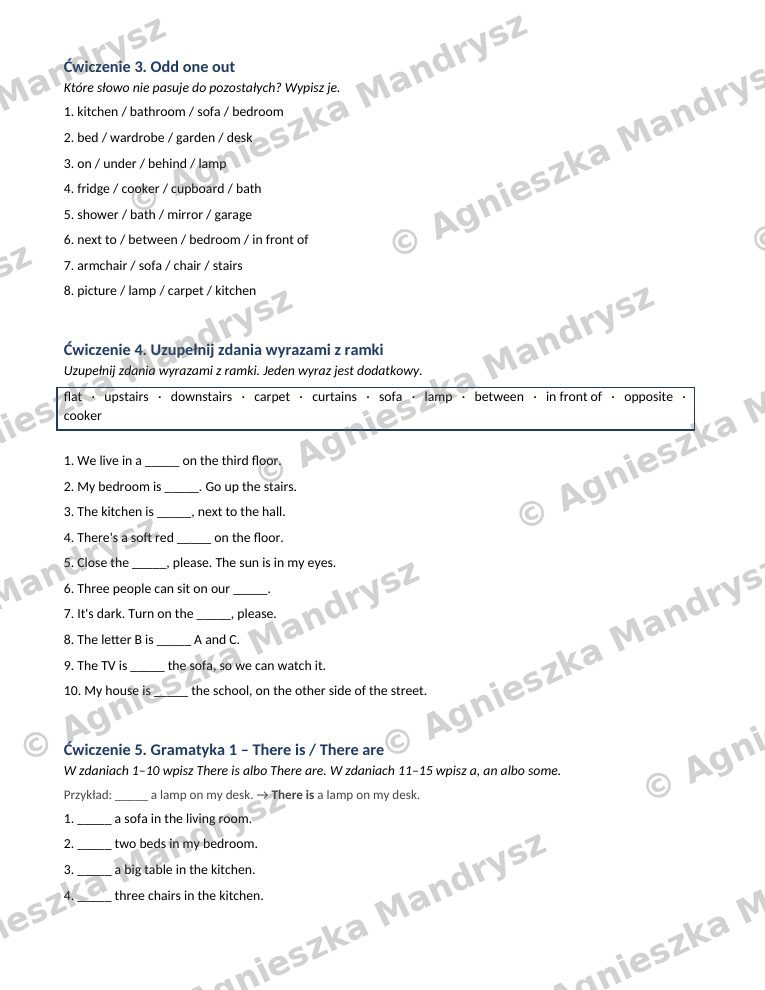 Ćwiczenie 3. Odd one out
Które słowo nie pasuje do pozostałych? Wypisz je.
1. kitchen / bathroom / sofa / bedroom
2. bed / wardrobe / garden / desk
3. on / under / behind / lamp
4. fridge / cooker / cupboard / bath
5. shower / bath / mirror / garage
6. next to / between / bedroom / in front of
7. armchair / sofa / chair / stairs
8. picture / lamp / carpet / kitchen
Ćwiczenie 4. Uzupełnij zdania wyrazami z ramki
Uzupełnij zdania wyrazami z ramki. Jeden wyraz jest dodatkowy.
flat · upstairs · downstairs · carpet · curtains · sofa · lamp · between · in front of · opposite ·
cooker
1. We live in a _____ on the third floor.
2. My bedroom is _____. Go up the stairs.
3. The kitchen is _____, next to the hall.
4. There's a soft red _____ on the floor.
5. Close the _____, please. The sun is in my eyes.
6. Three people can sit on our _____.
7. It's dark. Turn on the _____, please.
8. The letter B is _____ A and C.
9. The TV is _____ the sofa, so we can watch it.
10. My house is _____ the school, on the other side of the street.
Ćwiczenie 5. Gramatyka 1 – There is / There are
W zdaniach 1–10 wpisz There is albo There are. W zdaniach 11–15 wpisz a, an albo some.
Przykład: _____ a lamp on my desk. → There is a lamp on my desk.
1. _____ a sofa in the living room.
2. _____ two beds in my bedroom.
3. _____ a big table in the kitchen.
4. _____ three chairs in the kitchen.
© Agnieszka Mandrysz